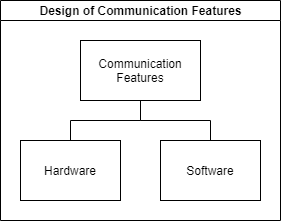 Design of Communication Features
Communication
Features
Hardware
Software